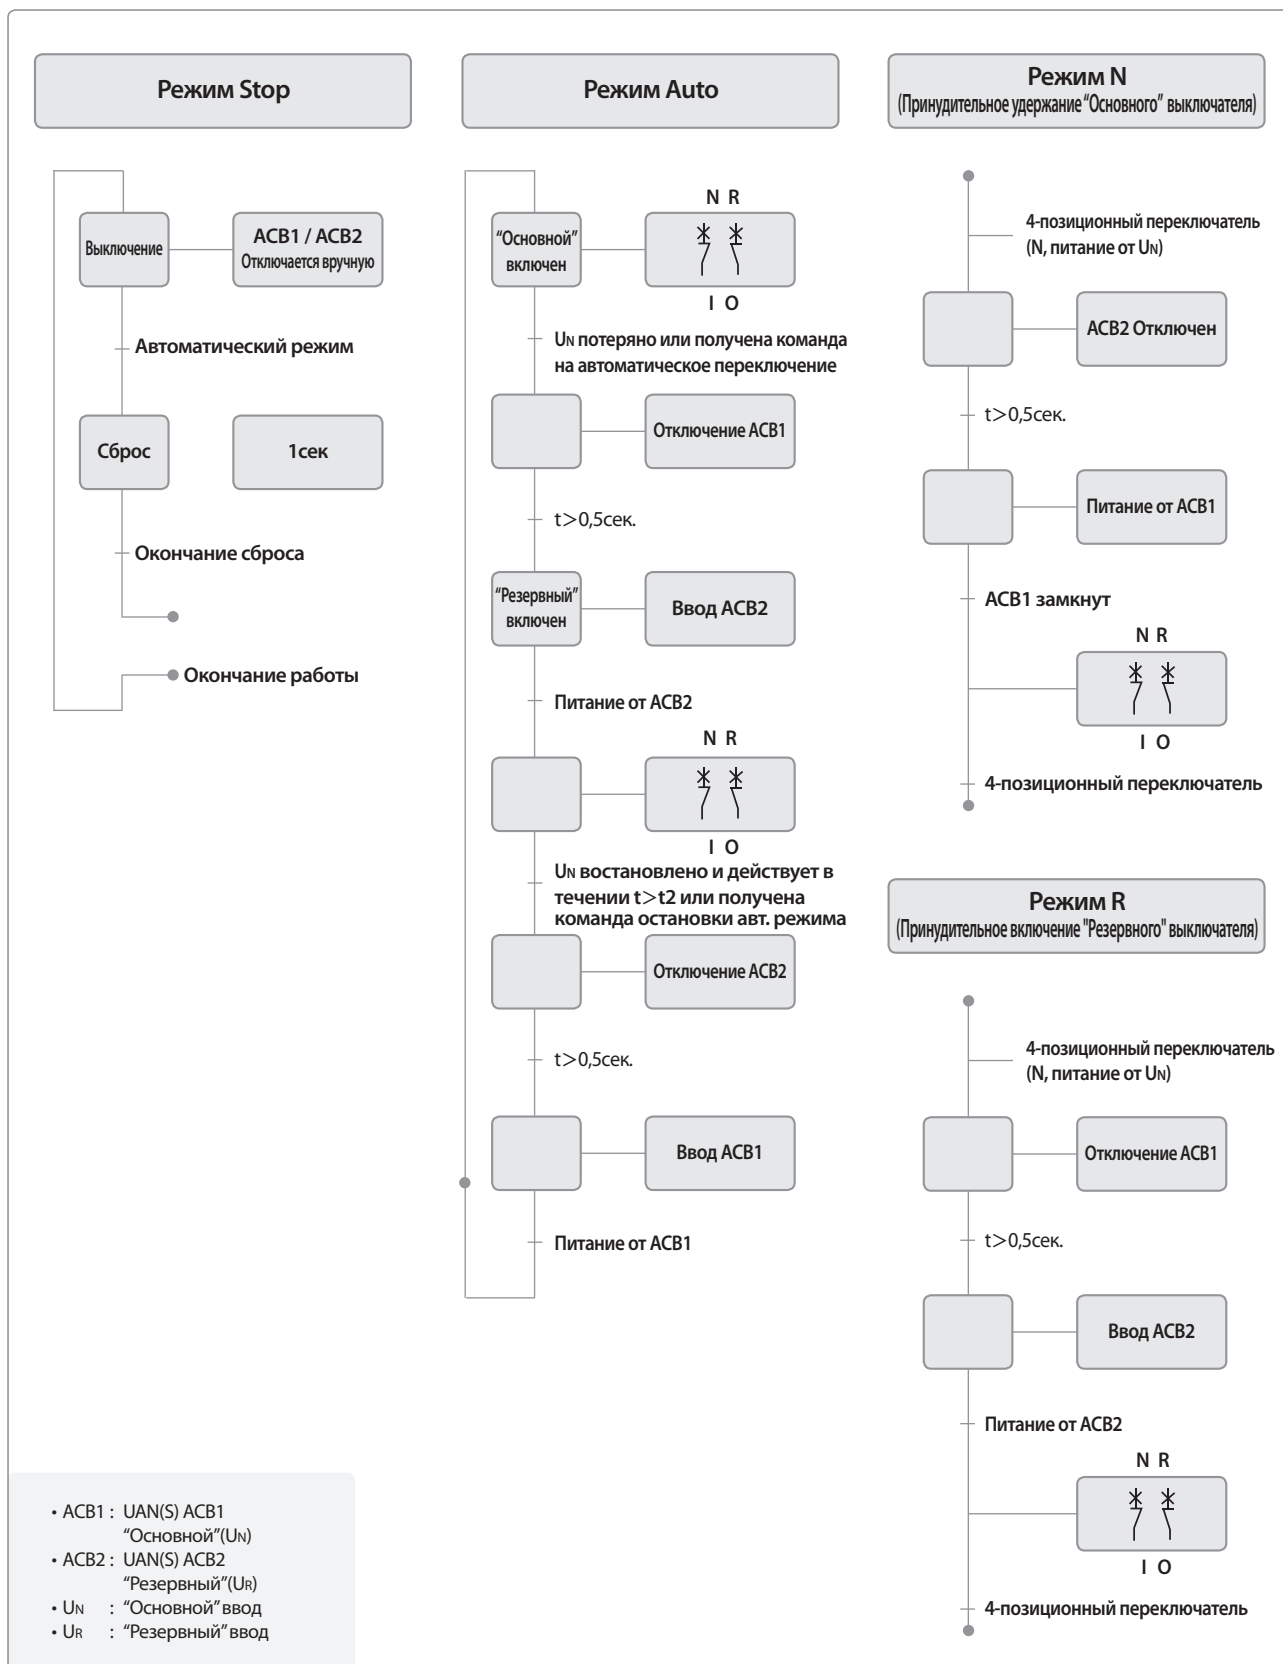 Режим Stop
Выключение
ACB1 / ACB2
Отключается вручную
Автоматический режим
Сброс
1сек
Окончание сброса
Окончание работы
• ACB1 : UAN(S) ACB1
“Основной”(UN)
• ACB2 : UAN(S) ACB2
“Резервный”(UR)
• UN : “Основной” ввод
• UR : “Резервный” ввод
Режим Auto
“Основной”
включен
N R
I O
UN потеряно или получена команда
на автоматическое переключение
Отключение ACB1
t>0,5сек.
“Резервный”
включен
Ввод ACB2
Питание от ACB2
N R
I O
UN востановлено и действует в
течении t>t2 или получена
команда остановки авт. режима
Отключение ACB2
t>0,5сек.
Ввод ACB1
Питание от ACB1
Режим N
(Принудительное удержание “Основного” выключателя)
4-позиционный переключатель
(N, питание от UN)
ACB2 Отключен
t>0,5сек.
Питание от ACB1
ACB1 замкнут
N R
I O
4-позиционный переключатель
Режим R
(Принудительное включение "Резервного" выключателя)
4-позиционный переключатель
(N, питание от UN)
Отключение ACB1
t>0,5сек.
Ввод ACB2
Питание от ACB2
N R
I O
4-позиционный переключатель